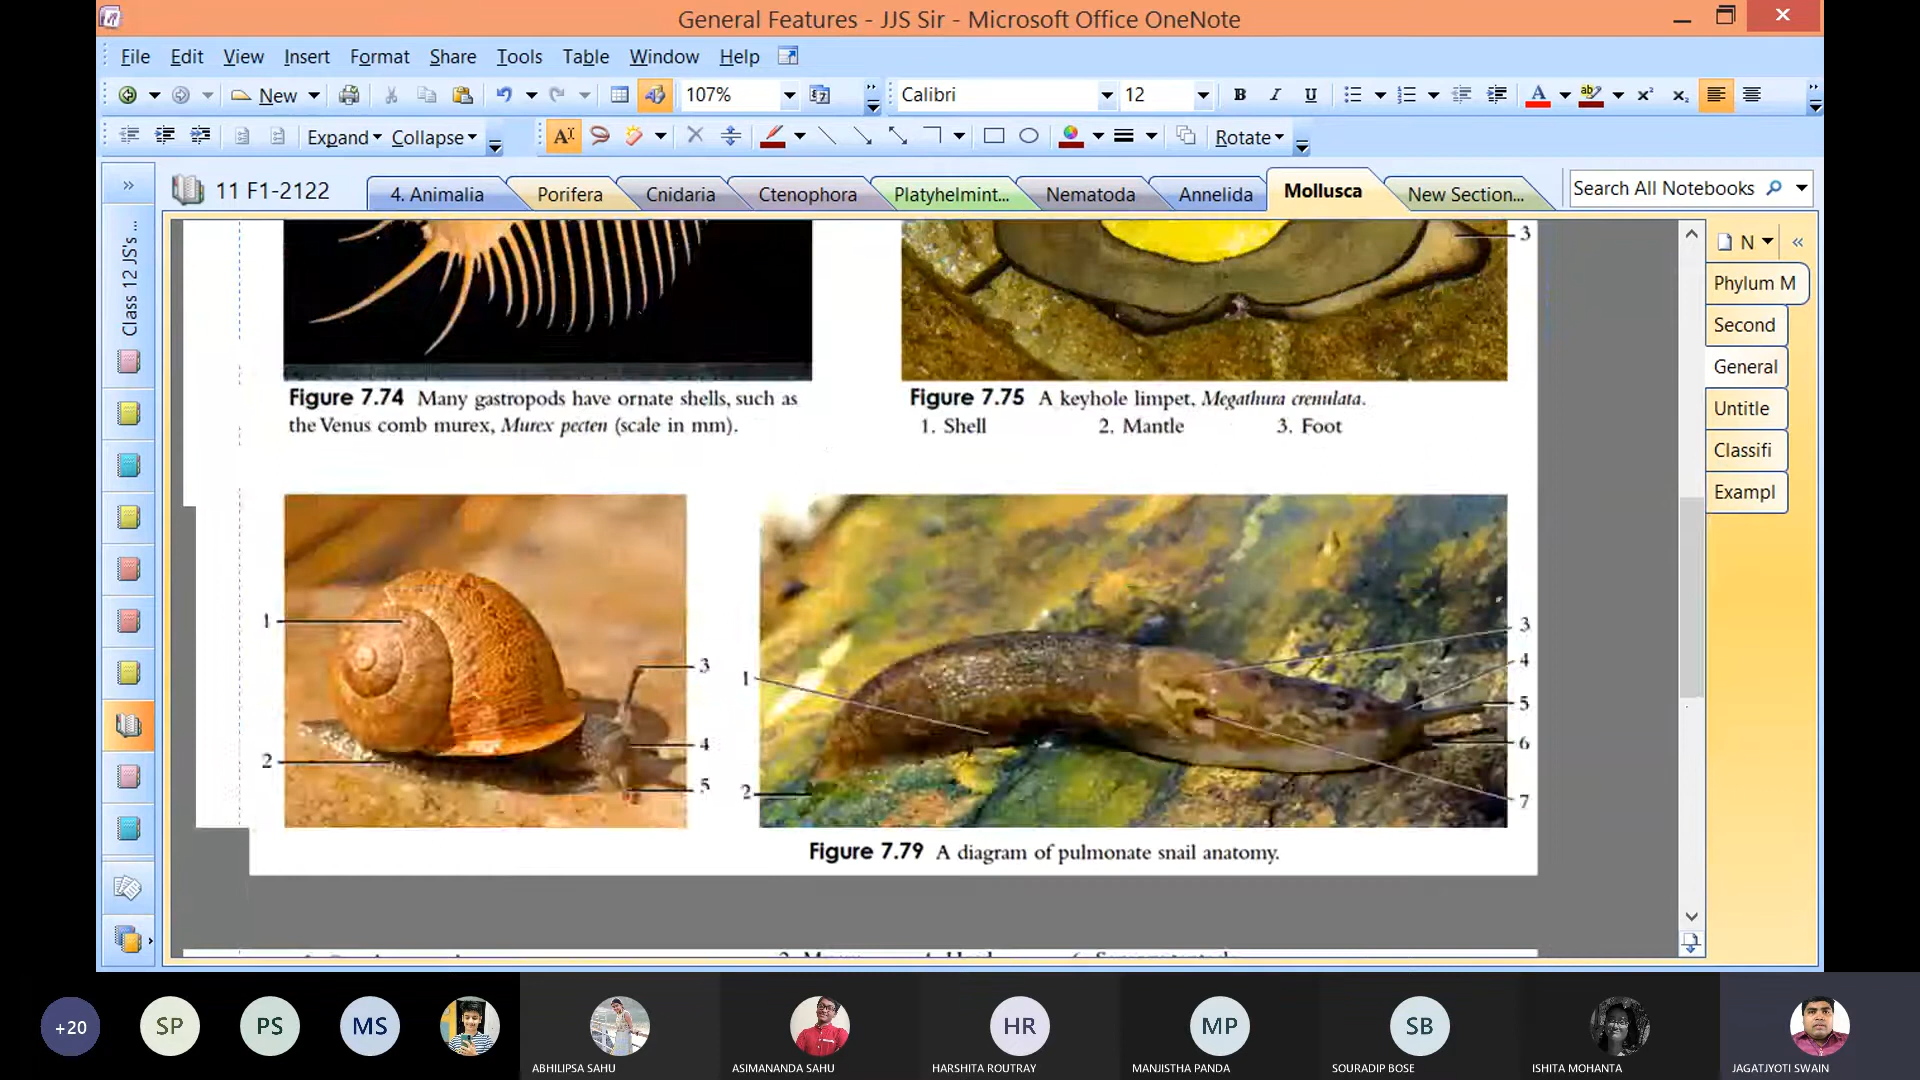 General Features - JJS Sir - Microsoft Office OneNote
File Edit View Insert Format Share Tools Table Window Help
New 107% Calibri 12 B I U A ab x² x₂
Expand Collapse A Rotate
11 F1-2122 4. Animalia Porifera Cnidaria Ctenophora Platyhelmint... Nematoda Annelida Mollusca New Section... Search All Notebooks
Class 12 JS's ...
N
Phylum M
Second
General
Untitle
Classifi
Exampl
3
Figure 7.74 Many gastropods have ornate shells, such as
the Venus comb murex, Murex pecten (scale in mm).
Figure 7.75 A keyhole limpet, Megathura crenulata.
1. Shell 2. Mantle 3. Foot
1
2
3
4
5
1
2
3
4
5
6
7
Figure 7.79 A diagram of pulmonate snail anatomy.
+20 SP PS MS HR MP SB
ABHILIPSA SAHU ASIMANANDA SAHU HARSHITA ROUTRAY MANJISTHA PANDA SOURADIP BOSE ISHITA MOHANTA JAGATJYOTI SWAIN